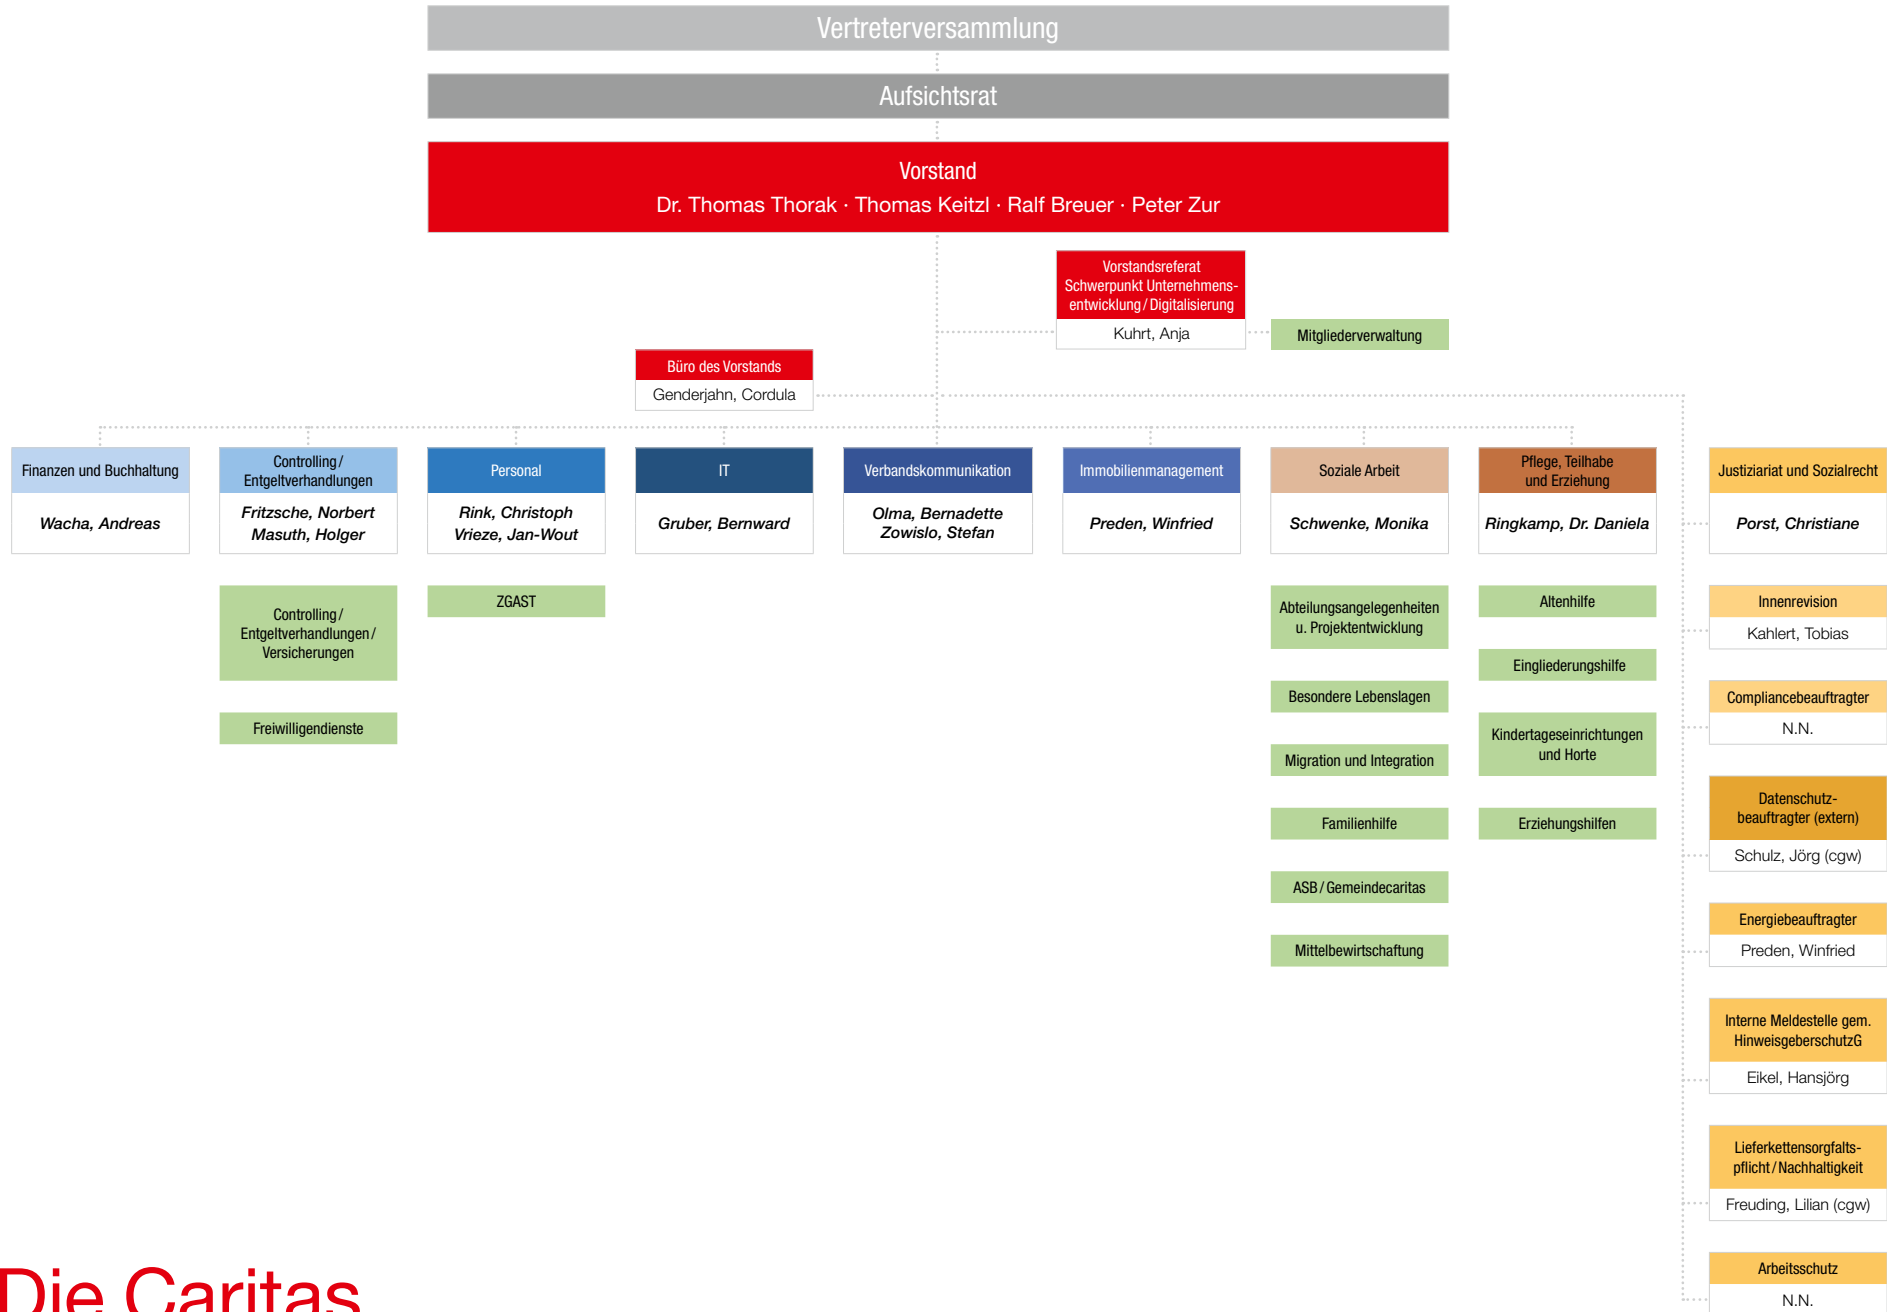 Vertreterversammlung
Aufsichtsrat
Vorstand
Dr. Thomas Thorak · Thomas Keitzl · Ralf Breuer · Peter Zur
Vorstandsreferat
Schwerpunkt Unternehmens-
entwicklung / Digitalisierung
Kuhrt, Anja
Mitgliederverwaltung
Büro des Vorstands
Genderjahn, Cordula
Finanzen und Buchhaltung
Wacha, Andreas
Controlling /
Entgeltverhandlungen
Fritzsche, Norbert
Masuth, Holger
Controlling /
Entgeltverhandlungen /
Versicherungen
Freiwilligendienste
Personal
Rink, Christoph
Vrieze, Jan-Wout
ZGAST
IT
Gruber, Bernward
Verbandskommunikation
Olma, Bernadette
Zowislo, Stefan
Immobilienmanagement
Preden, Winfried
Soziale Arbeit
Schwenke, Monika
Abteilungsangelegenheiten
u. Projektentwicklung
Besondere Lebenslagen
Migration und Integration
Familienhilfe
ASB / Gemeindecaritas
Mittelbewirtschaftung
Pflege, Teilhabe
und Erziehung
Ringkamp, Dr. Daniela
Altenhilfe
Eingliederungshilfe
Kindertageseinrichtungen
und Horte
Erziehungshilfen
Justiziariat und Sozialrecht
Porst, Christiane
Innenrevision
Kahlert, Tobias
Compliancebeauftragter
N.N.
Datenschutz-
beauftragter (extern)
Schulz, Jörg (cgw)
Energiebeauftragter
Preden, Winfried
Interne Meldestelle gem.
HinweisgeberschutzG
Eikel, Hansjörg
Lieferkettensorgfalts-
pflicht / Nachhaltigkeit
Freuding, Lilian (cgw)
Arbeitsschutz
N.N.
Die Caritas